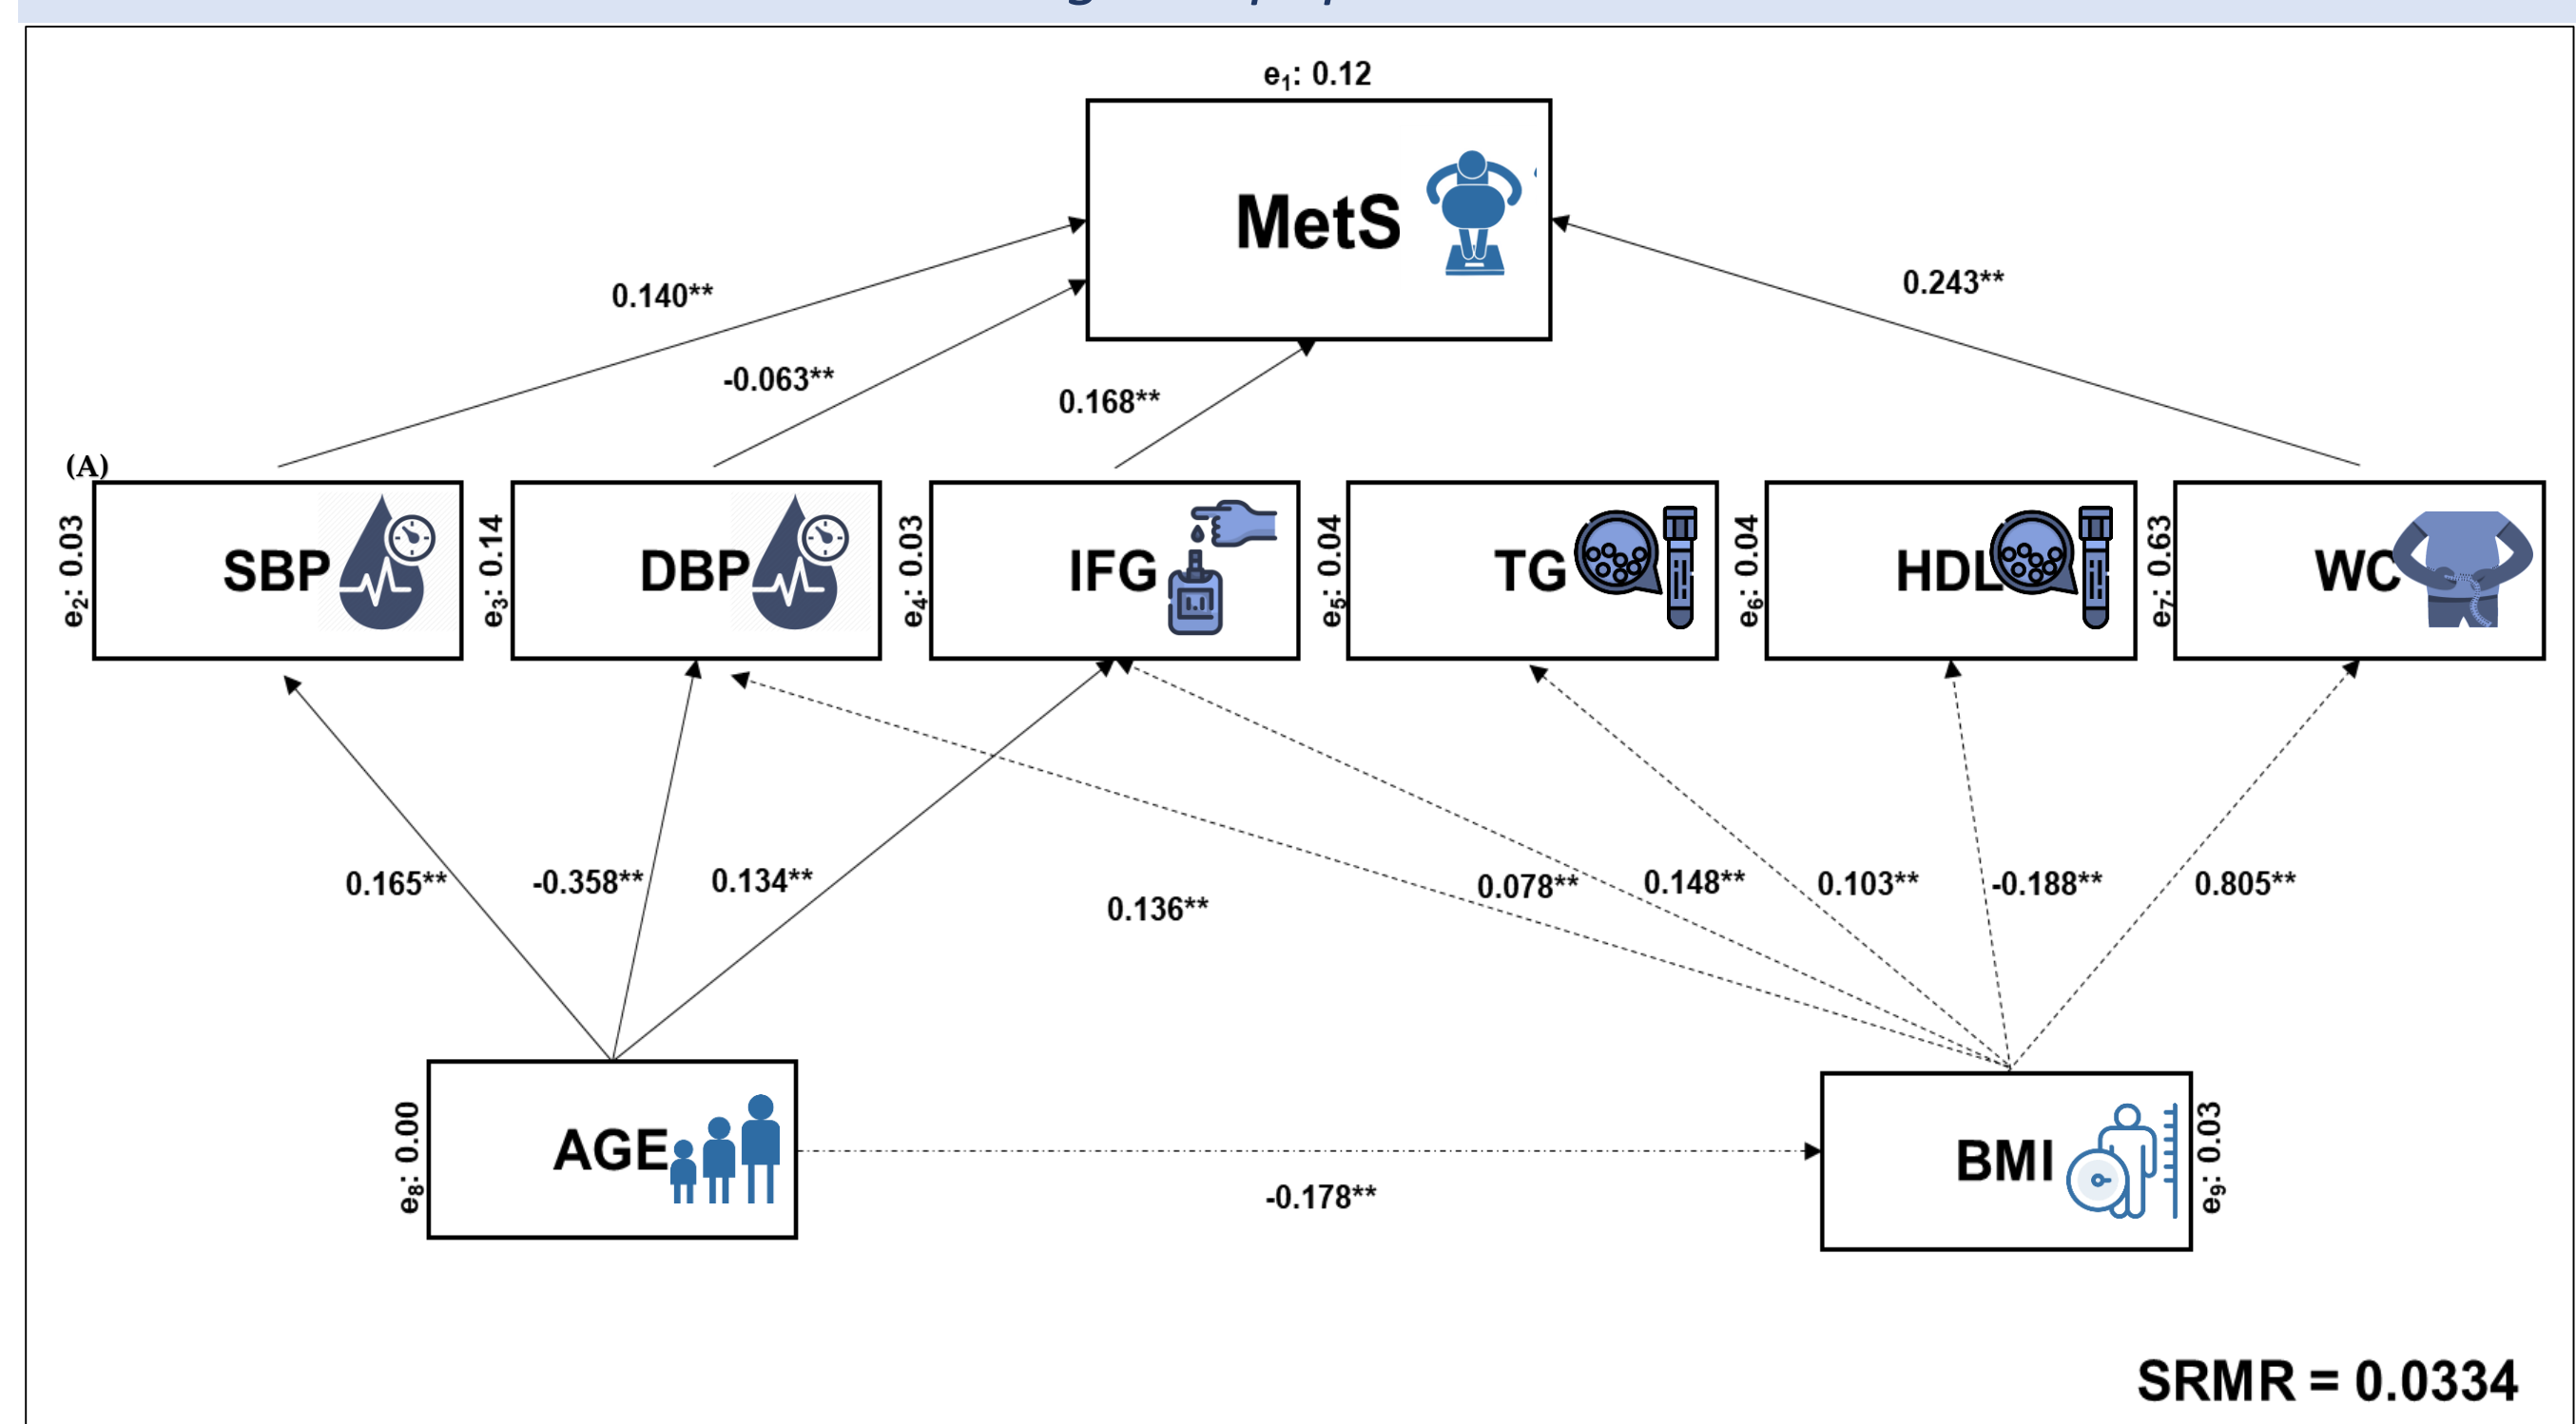 e₁: 0.12
MetS
0.140**
0.243**
-0.063**
0.168**
(A)
e₂: 0.03
SBP
e₃: 0.14
DBP
e₄: 0.03
IFG
e₅: 0.04
TG
e₆: 0.04
HDL
e₇: 0.63
WC
0.165**
-0.358**
0.134**
0.136**
0.078**
0.148**
0.103**
-0.188**
0.805**
e₈: 0.00
AGE
-0.178**
BMI
e₉: 0.03
SRMR = 0.0334